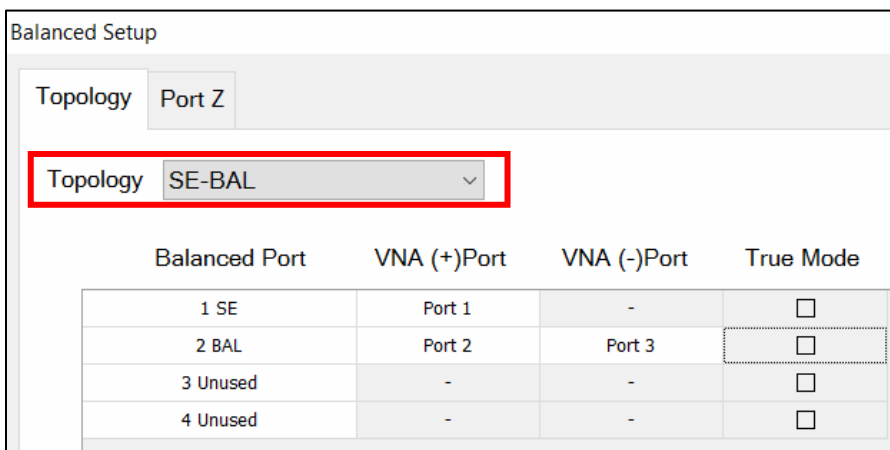 Balanced Setup
Topology Port Z
Topology SE-BAL
Balanced Port VNA (+)Port VNA (-)Port True Mode
1 SE Port 1 -
2 BAL Port 2 Port 3
3 Unused - -
4 Unused - -